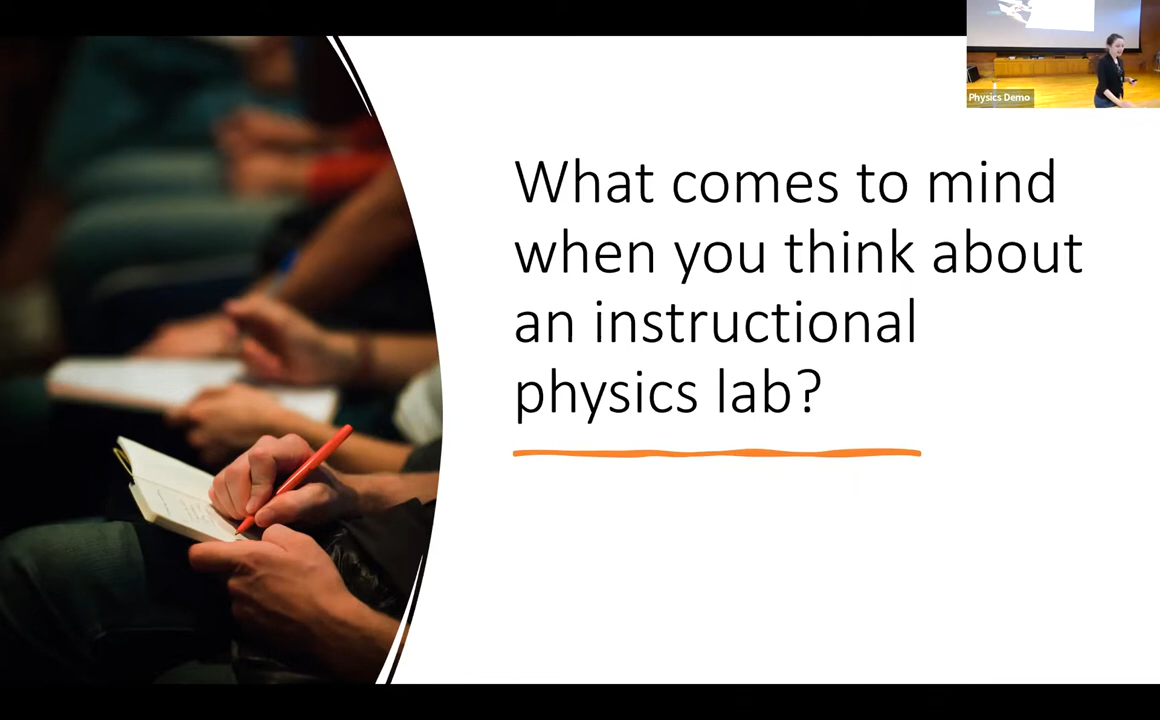 Physics Demo
What comes to mind
when you think about
an instructional
physics lab?